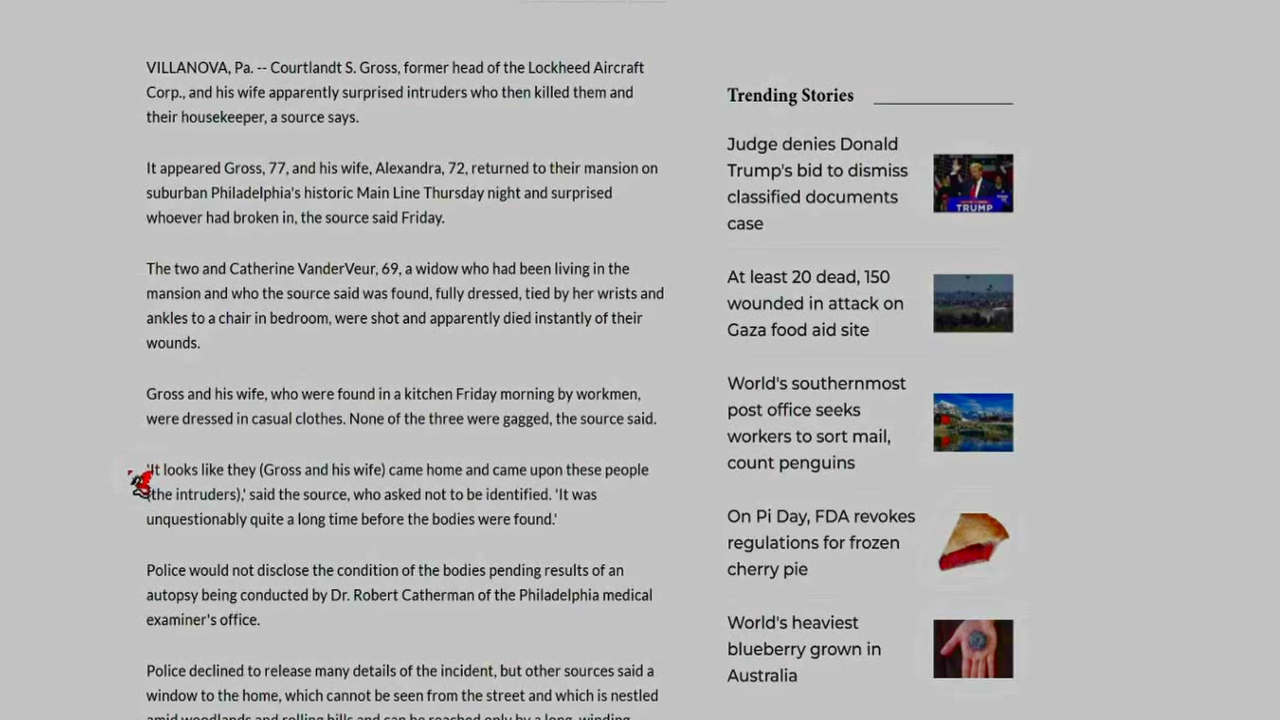 VILLANOVA, Pa. -- Courtlandt S. Gross, former head of the Lockheed Aircraft
Corp., and his wife apparently surprised intruders who then killed them and
their housekeeper, a source says.
It appeared Gross, 77, and his wife, Alexandra, 72, returned to their mansion on
suburban Philadelphia's historic Main Line Thursday night and surprised
whoever had broken in, the source said Friday.
The two and Catherine VanderVeur, 69, a widow who had been living in the
mansion and who the source said was found, fully dressed, tied by her wrists and
ankles to a chair in bedroom, were shot and apparently died instantly of their
wounds.
Gross and his wife, who were found in a kitchen Friday morning by workmen,
were dressed in casual clothes. None of the three were gagged, the source said.
'It looks like they (Gross and his wife) came home and came upon these people
(the intruders),' said the source, who asked not to be identified. 'It was
unquestionably quite a long time before the bodies were found.'
Police would not disclose the condition of the bodies pending results of an
autopsy being conducted by Dr. Robert Catherman of the Philadelphia medical
examiner's office.
Police declined to release many details of the incident, but other sources said a
window to the home, which cannot be seen from the street and which is nestled
amid woodlands and rolling hills and can be reached only by a long, winding
Trending Stories
Judge denies Donald
Trump's bid to dismiss
classified documents
case
TRUMP
At least 20 dead, 150
wounded in attack on
Gaza food aid site
World's southernmost
post office seeks
workers to sort mail,
count penguins
On Pi Day, FDA revokes
regulations for frozen
cherry pie
World's heaviest
blueberry grown in
Australia